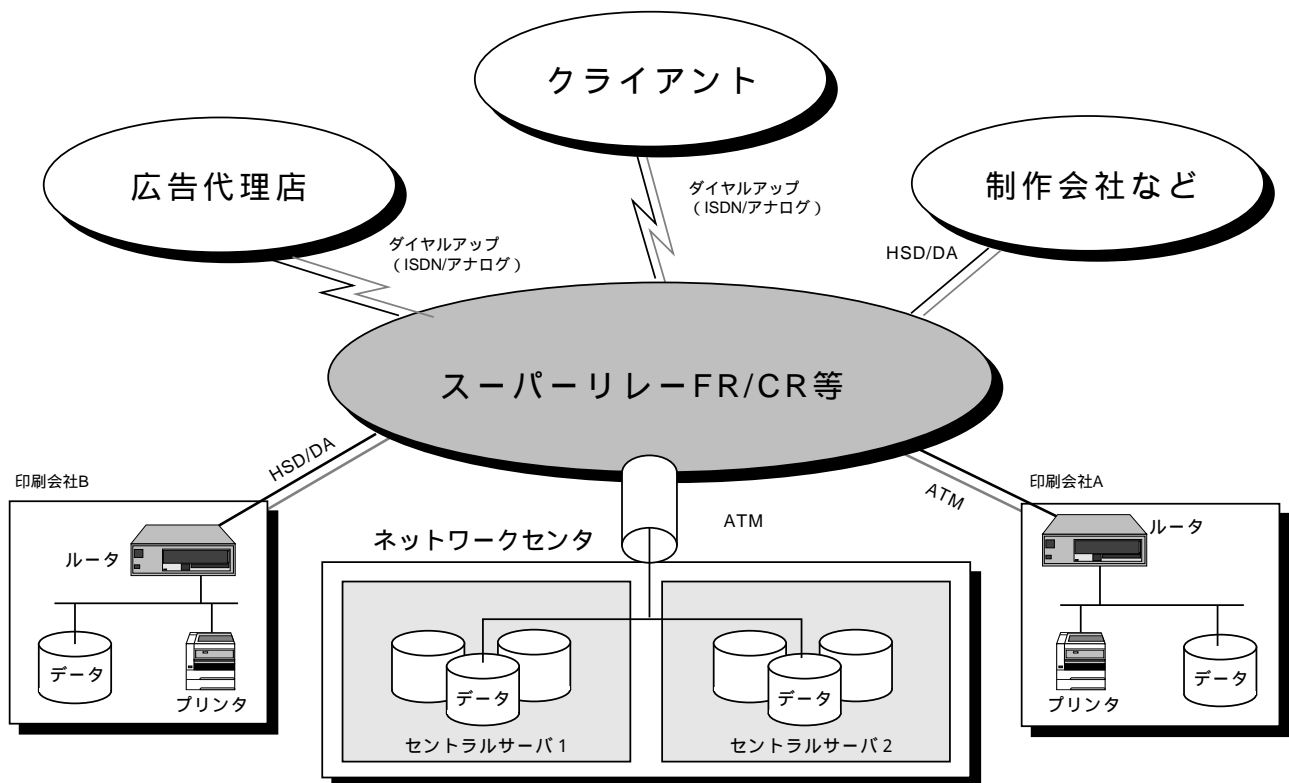 クライアント
広告代理店
制作会社など
ダイヤルアップ
（ISDN/アナログ）
ダイヤルアップ
（ISDN/アナログ）
HSD/DA
スーパーリレーFR/CR等
HSD/DA
ATM
ATM
印刷会社B
ルータ
データ
プリンタ
ネットワークセンタ
データ
セントラルサーバ1
データ
セントラルサーバ2
印刷会社A
ルータ
プリンタ
データ